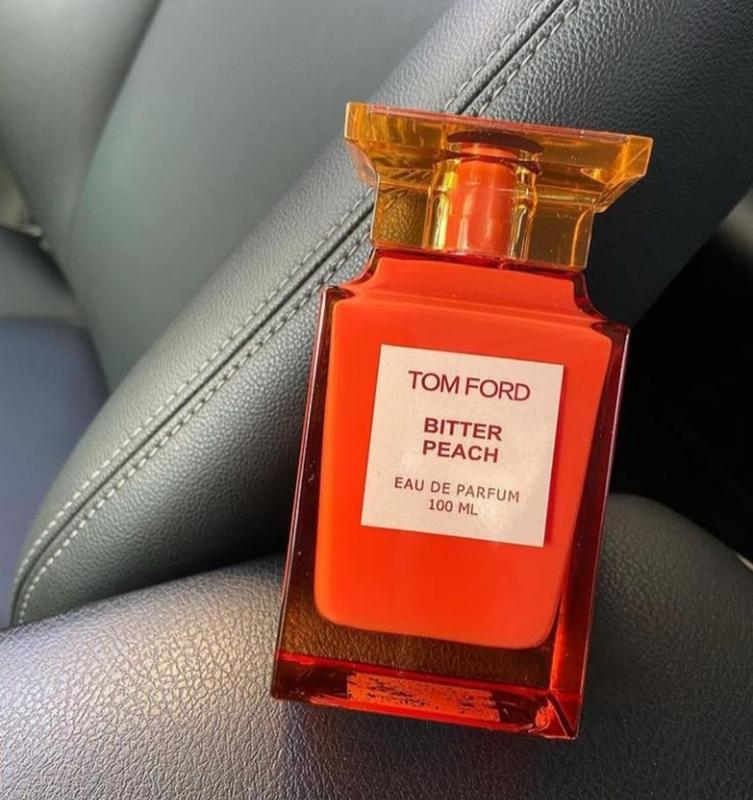 TOM FORD
BITTER
PEACH
EAU DE PARFUM
100 ML